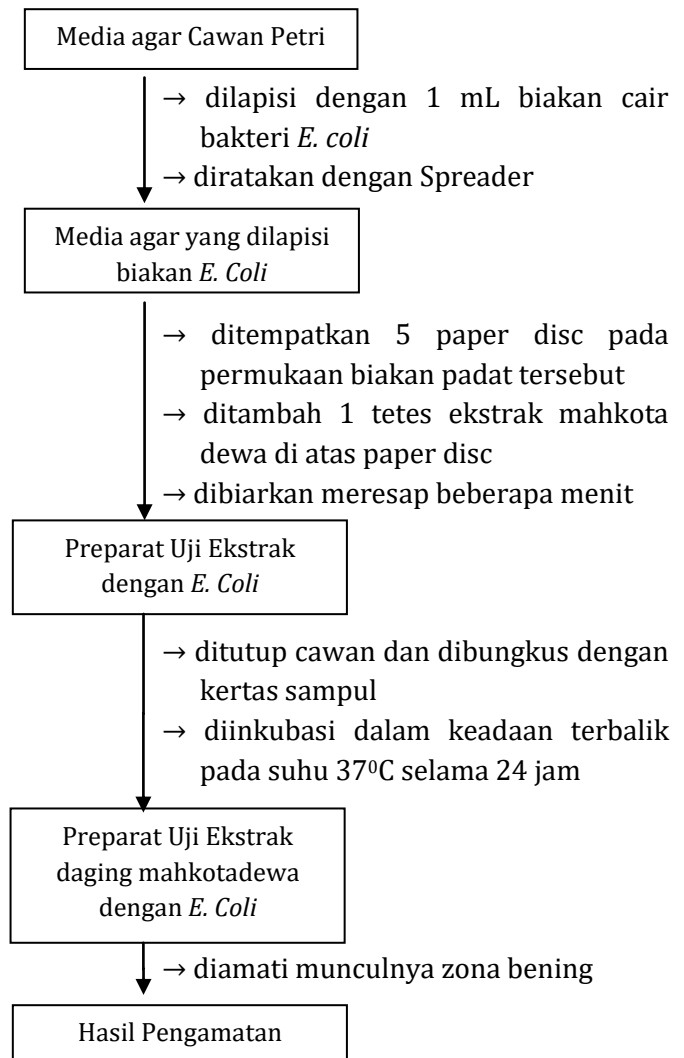 Media agar Cawan Petri
→ dilapisi dengan 1 mL biakan cair
bakteri E. coli
→ diratakan dengan Spreader
Media agar yang dilapisi
biakan E. Coli
→ ditempatkan 5 paper disc pada
permukaan biakan padat tersebut
→ ditambah 1 tetes ekstrak mahkota
dewa di atas paper disc
→ dibiarkan meresap beberapa menit
Preparat Uji Ekstrak
dengan E. Coli
→ ditutup cawan dan dibungkus dengan
kertas sampul
→ diinkubasi dalam keadaan terbalik
pada suhu 37⁰C selama 24 jam
Preparat Uji Ekstrak
daging mahkotadewa
dengan E. Coli
→ diamati munculnya zona bening
Hasil Pengamatan